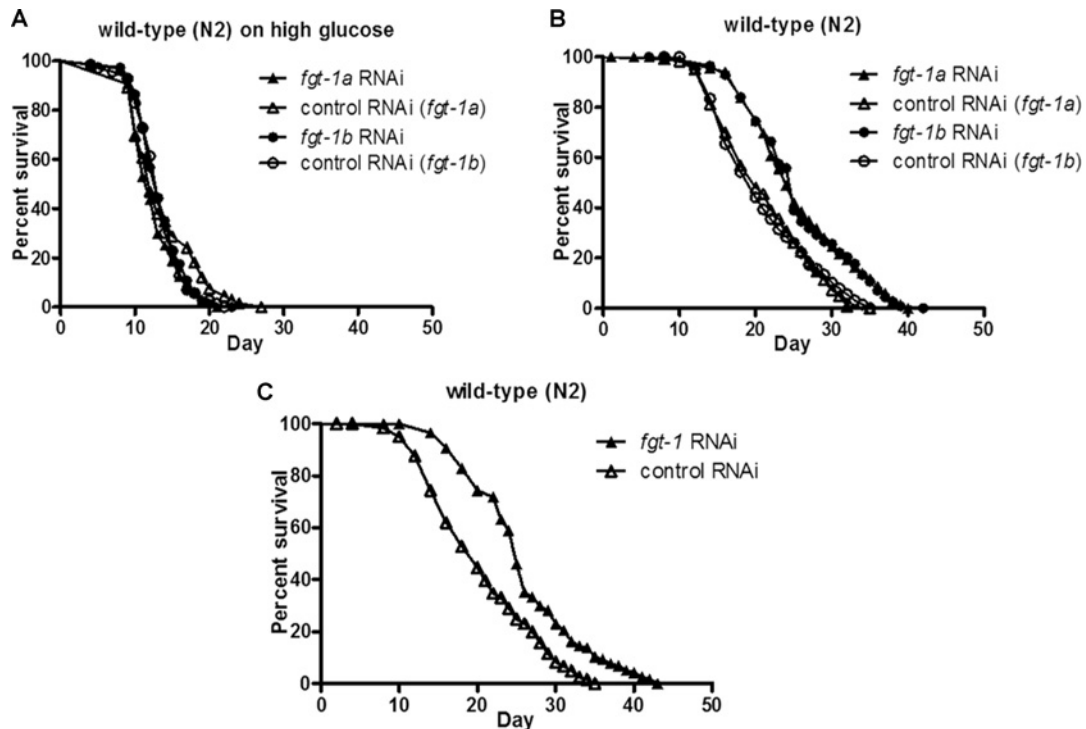 A
wild-type (N2) on high glucose
Percent survival
100
80
60
40
20
0
fgt-1a RNAi
control RNAi (fgt-1a)
fgt-1b RNAi
control RNAi (fgt-1b)
0 10 20 30 40 50
Day
B
wild-type (N2)
Percent survival
100
80
60
40
20
0
fgt-1a RNAi
control RNAi (fgt-1a)
fgt-1b RNAi
control RNAi (fgt-1b)
0 10 20 30 40 50
Day
C
wild-type (N2)
Percent survival
100
80
60
40
20
0
fgt-1 RNAi
control RNAi
0 10 20 30 40 50
Day